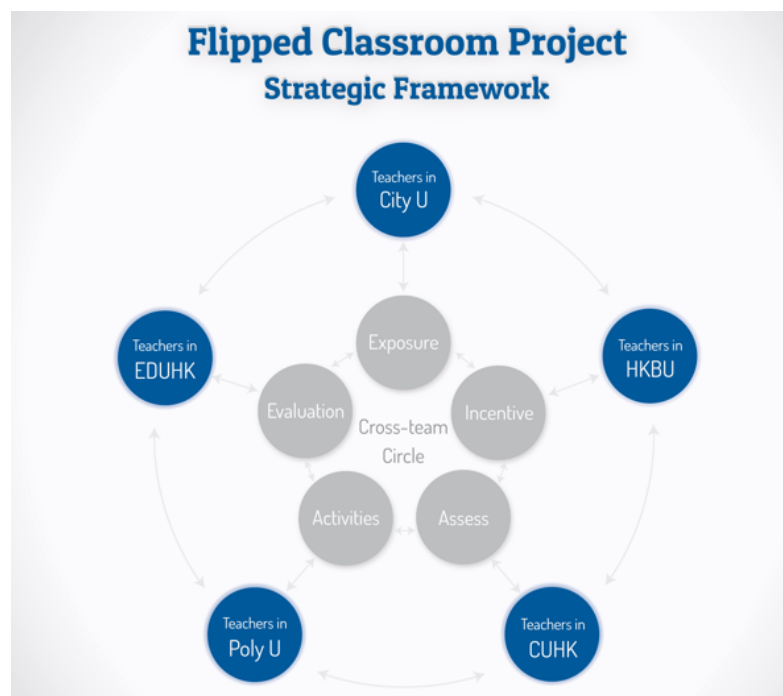 Flipped Classroom Project
Strategic Framework
Teachers in
City U
Teachers in
EDUHK
Teachers in
HKBU
Exposure
Evaluation
Incentive
Cross-team
Circle
Activities
Assess
Teachers in
Poly U
Teachers in
CUHK